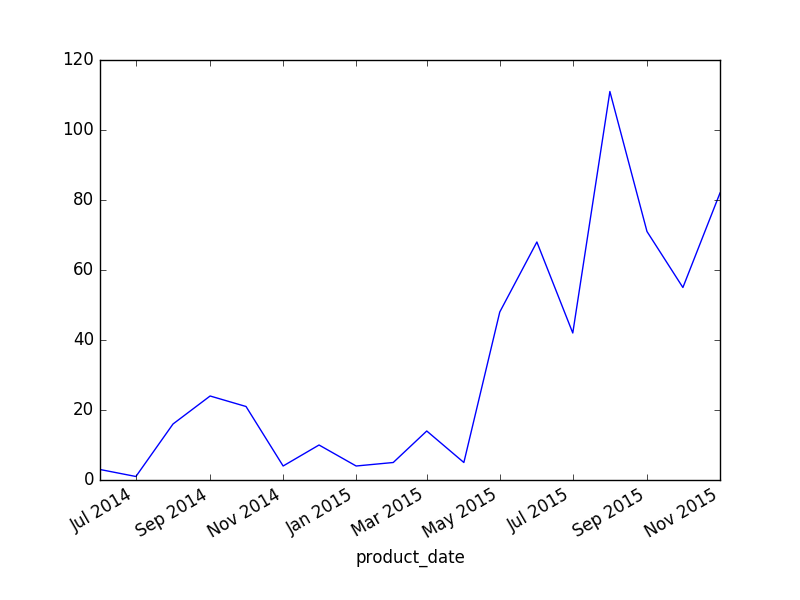 120
100
80
60
40
20
0
Jul 2014
Sep 2014
Nov 2014
Jan 2015
Mar 2015
May 2015
Jul 2015
Sep 2015
Nov 2015
product_date